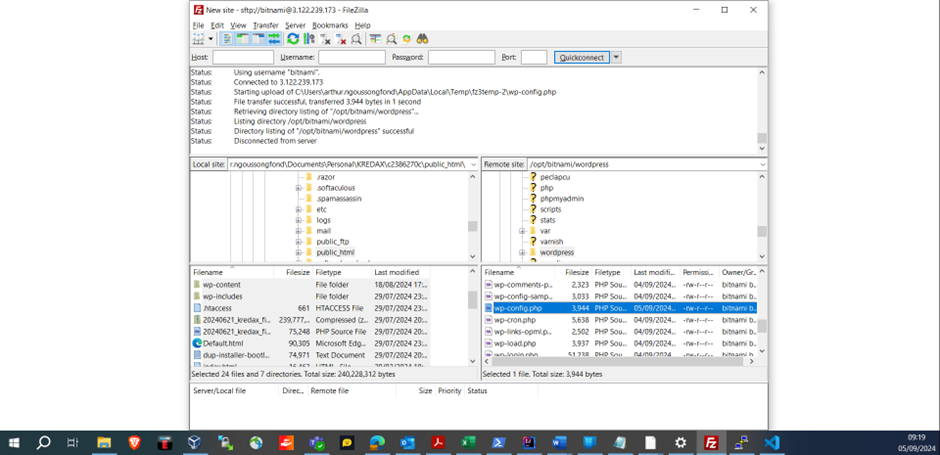 New site - sftp://bitnami@3.122.239.173 - FileZilla
File Edit View Transfer Server Bookmarks Help
Host: Username: Password: Port: Quickconnect
Status: Using username "bitnami".
Status: Connected to 3.122.239.173
Status: Starting upload of C:\Users\arthur.ngoussongfond\AppData\Local\Temp\fz3temp-2\wp-config.php
Status: File transfer successful, transferred 3,944 bytes in 1 second
Status: Retrieving directory listing of "/opt/bitnami/wordpress"...
Status: Listing directory /opt/bitnami/wordpress
Status: Directory listing of "/opt/bitnami/wordpress" successful
Status: Disconnected from server
Local site: r.ngoussongfond\Documents\Personal\KREDAX\c2386270c\public_html\
.razor
.softaculous
.spamassassin
etc
logs
mail
public_ftp
public_html
Remote site: /opt/bitnami/wordpress
peclapcu
php
phpmyadmin
scripts
stats
var
varnish
wordpress
Filename Filesize Filetype Last modified
wp-content File folder 18/08/2024 17:...
wp-includes File folder 29/07/2024 23:...
.htaccess 661 HTACCESS File 29/07/2024 23:...
20240621_kredax_fi... 239,777,... Compressed (z... 29/07/2024 23:...
20240621_kredax_fi... 75,248 PHP Source File 29/07/2024 23:...
Default.html 90,305 Microsoft Edg... 29/07/2024 23:...
dup-installer-bootl... 74,971 Text Document 29/07/2024 23:...
Selected 24 files and 7 directories. Total size: 240,228,312 bytes
Filename Filesize Filetype Last modifi... Permissi... Owner/Gr...
wp-comments-p... 2,323 PHP Sou... 04/09/2024... -rw-r--r-- bitnami b...
wp-config-samp... 3,033 PHP Sou... 04/09/2024... -rw-r--r-- bitnami b...
wp-config.php 3,944 PHP Sou... 05/09/2024... -rw-r--r-- bitnami b...
wp-cron.php 5,638 PHP Sou... 04/09/2024... -rw-r--r-- bitnami b...
wp-links-opml.p... 2,502 PHP Sou... 04/09/2024... -rw-r--r-- bitnami b...
wp-load.php 3,937 PHP Sou... 04/09/2024... -rw-r--r-- bitnami b...
wp-login.php 51,238 PHP Sou... 04/09/2024... -rw-r--r-- bitnami b...
Selected 1 file. Total size: 3,944 bytes
Server/Local file Direc... Remote file Size Priority Status
09:19
05/09/2024